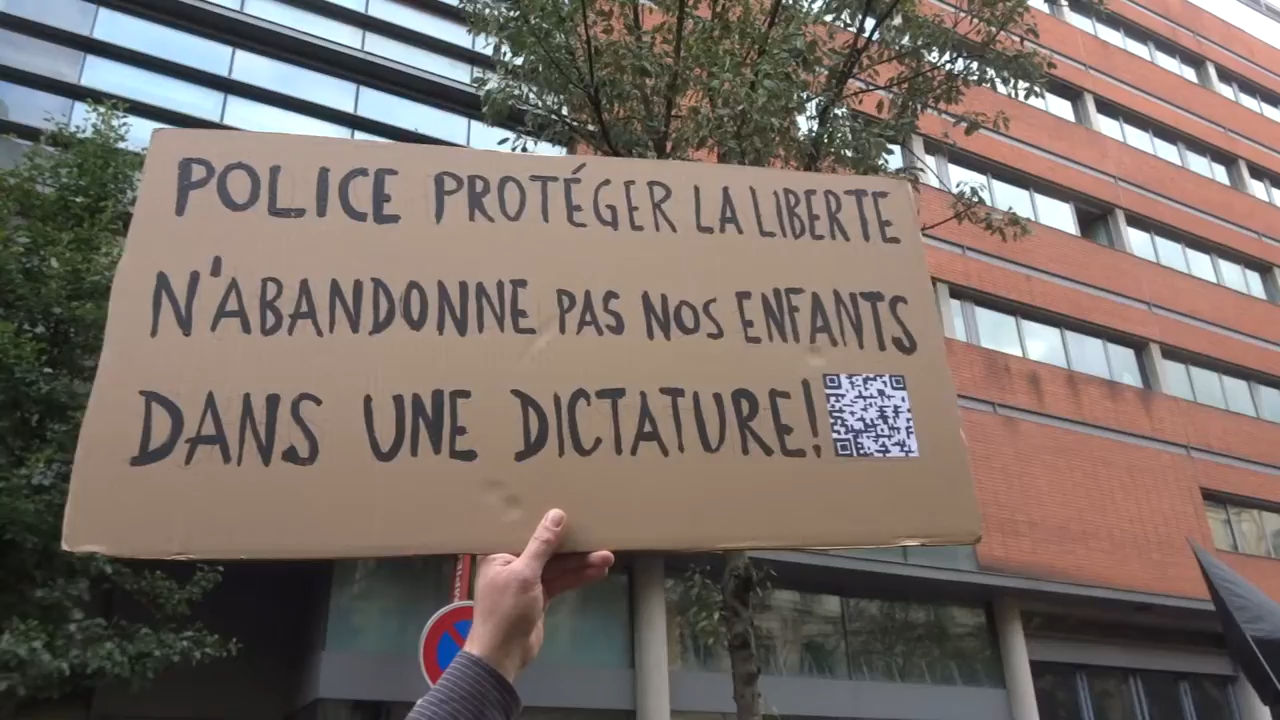 POLICE PROTÉGER LA LIBERTE
N'ABANDONNE PAS NOS ENFANTS
DANS UNE DICTATURE!